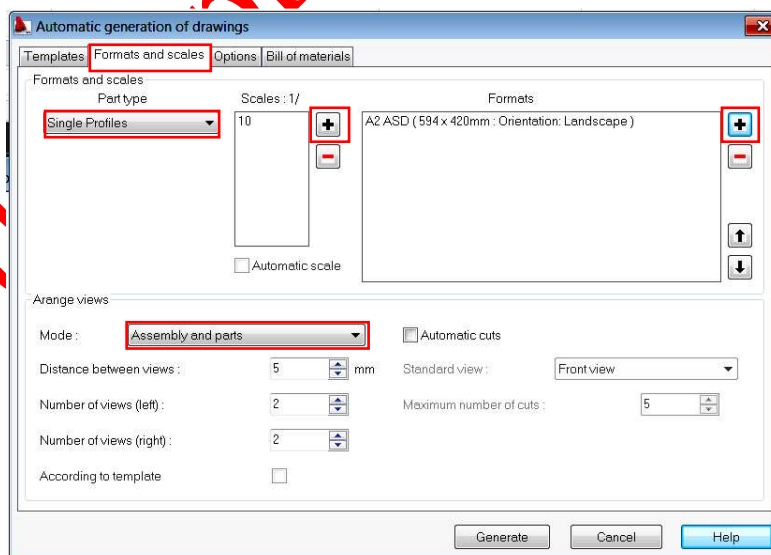 Automatic generation of drawings
Templates Formats and scales Options Bill of materials
Formats and scales
Part type Scales : 1/ Formats
Single Profiles 10 A2 ASD ( 594 x 420mm : Orientation: Landscape )
Automatic scale
Arange views
Mode : Assembly and parts Automatic cuts
Distance between views : 5 mm Standard view : Front view
Number of views (left) : 2 Maximum number of cuts : 5
Number of views (right) : 2
According to template
Generate Cancel Help